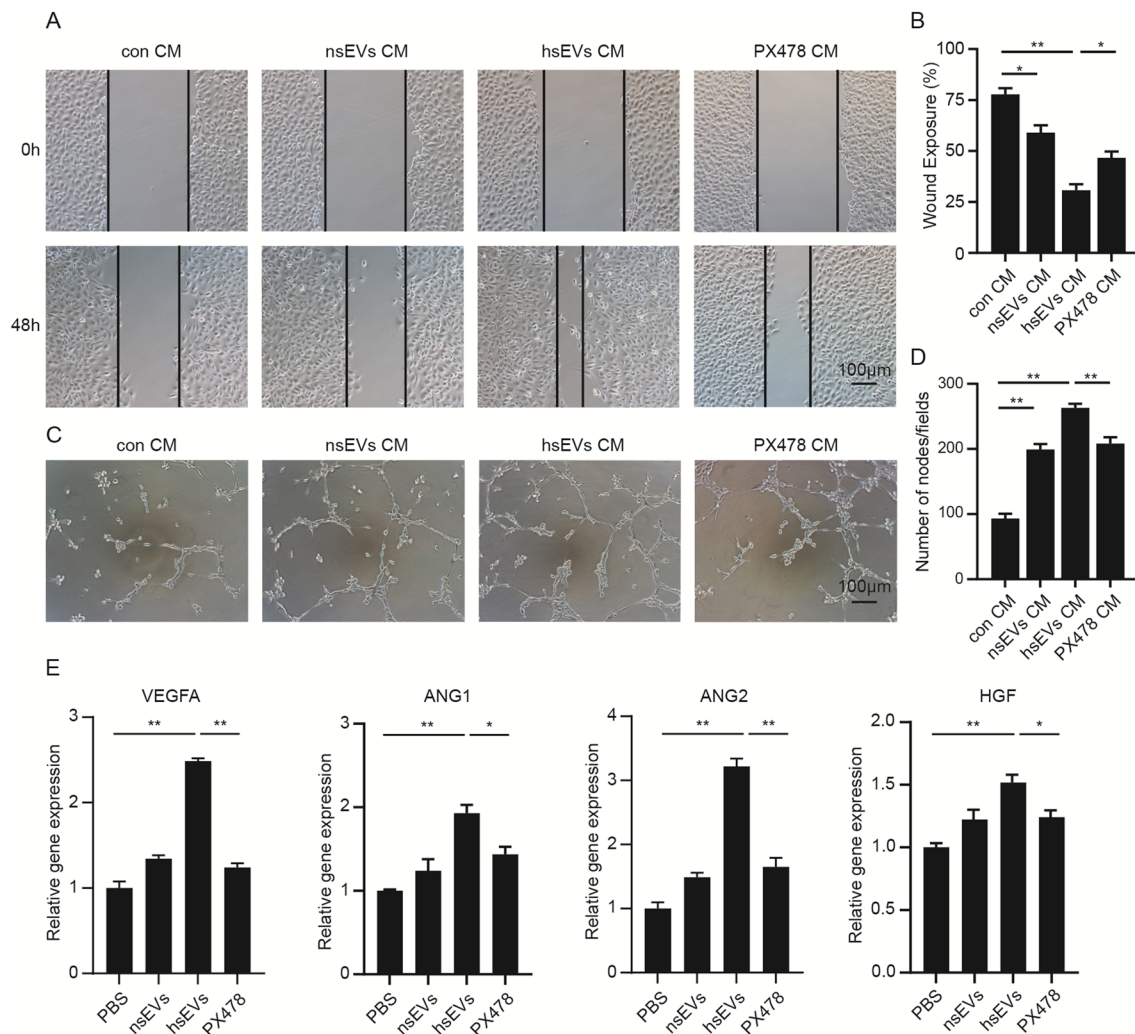 A
con CM
nsEVs CM
hsEVs CM
PX478 CM
0h
48h
100μm
B
Wound Exposure (%)
100
75
50
25
0
**
*
*
con CM
nsEVs CM
hsEVs CM
PX478 CM
C
con CM
nsEVs CM
hsEVs CM
PX478 CM
100μm
D
Number of nodes/fields
300
200
100
0
**
**
**
con CM
nsEVs CM
hsEVs CM
PX478 CM
E
VEGFA
Relative gene expression
3
2
1
0
**
**
PBS
nsEVs
hsEVs
PX478
ANG1
Relative gene expression
3
2
1
0
**
*
PBS
nsEVs
hsEVs
PX478
ANG2
Relative gene expression
4
3
2
1
0
**
**
PBS
nsEVs
hsEVs
PX478
HGF
Relative gene expression
2.0
1.5
1.0
0.5
0.0
**
*
PBS
nsEVs
hsEVs
PX478